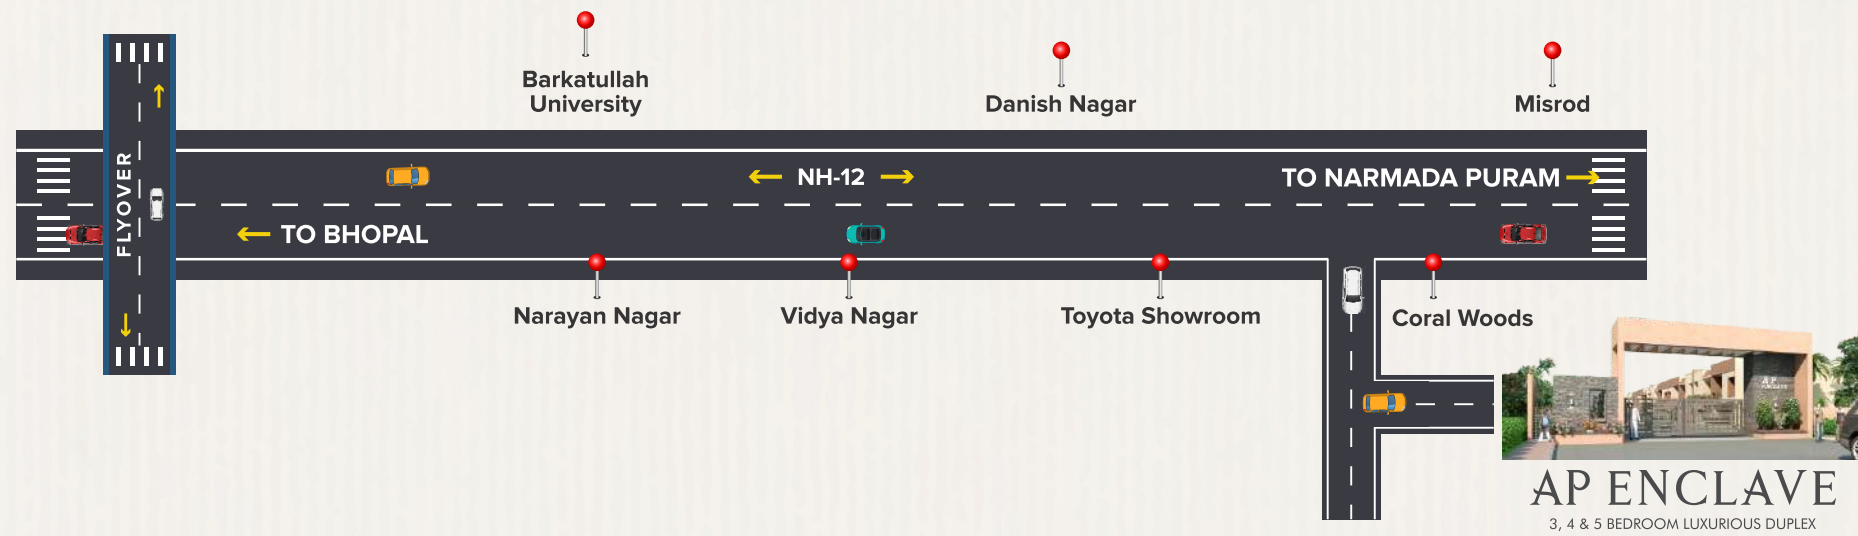 Barkatullah
University
Danish Nagar
Misrod
FLYOVER
NH-12
TO NARMADA PURAM
TO BHOPAL
Narayan Nagar
Vidya Nagar
Toyota Showroom
Coral Woods
AP ENCLAVE
3, 4 & 5 BEDROOM LUXURIOUS DUPLEX